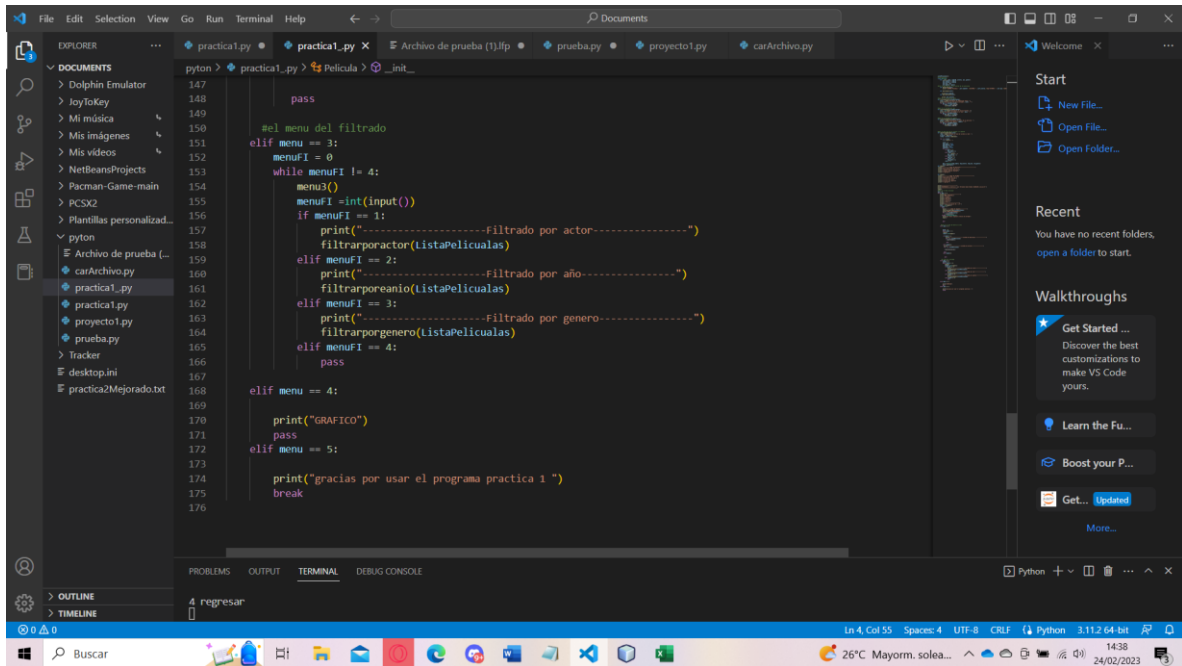 File Edit Selection View Go Run Terminal Help
Documents
EXPLORER
practica1.py
practica1_.py
Archivo de prueba (1).lfp
prueba.py
proyecto1.py
carArchivo.py
Welcome
DOCUMENTS
Dolphin Emulator
JoyToKey
Mi música
Mis imágenes
Mis vídeos
NetBeansProjects
Pacman-Game-main
PCSX2
Plantillas personalizad...
pyton
Archivo de prueba (...
carArchivo.py
practica1_.py
practica1.py
proyecto1.py
prueba.py
Tracker
desktop.ini
practica2Mejorado.txt
OUTLINE
TIMELINE
pyton > practica1_.py > Pelicula > __init__
147
148 pass
149
150 #el menu del filtrado
151 elif menu == 3:
152 menuFI = 0
153 while menuFI != 4:
154 menu3()
155 menuFI =int(input())
156 if menuFI == 1:
157 print("---------------------Filtrado por actor----------------")
158 filtrarporactor(ListaPelicualas)
159 elif menuFI == 2:
160 print("---------------------Filtrado por año----------------")
161 filtrarporeanio(ListaPelicualas)
162 elif menuFI == 3:
163 print("---------------------Filtrado por genero----------------")
164 filtrarporgenero(ListaPelicualas)
165 elif menuFI == 4:
166 pass
167
168 elif menu == 4:
169
170 print("GRAFICO")
171 pass
172 elif menu == 5:
173
174 print("gracias por usar el programa practica 1 ")
175 break
176
Start
New File...
Open File...
Open Folder...
Recent
You have no recent folders,
open a folder to start.
Walkthroughs
Get Started ...
Discover the best
customizations to
make VS Code
yours.
Learn the Fu...
Boost your P...
Get... Updated
More...
PROBLEMS OUTPUT TERMINAL DEBUG CONSOLE
Python
4 regresar
0 0
Ln 4, Col 55 Spaces: 4 UTF-8 CRLF Python 3.11.2 64-bit
Buscar
26°C Mayorm. solea...
14:38
24/02/2023